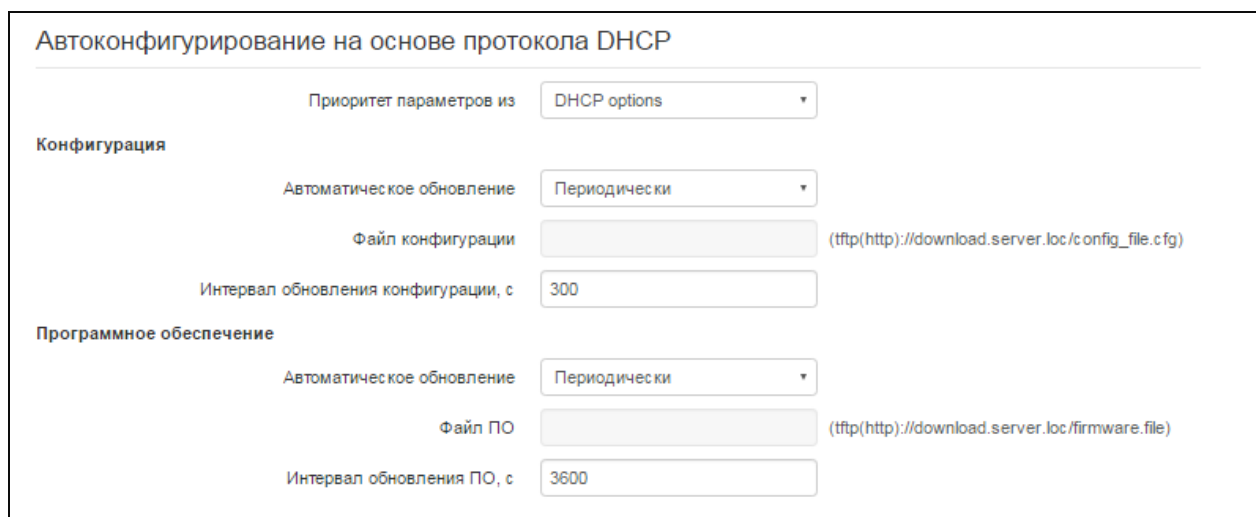 Автоконфигурирование на основе протокола DHCP
Приоритет параметров из DHCP options
Конфигурация
Автоматическое обновление Периодически
Файл конфигурации (tftp(http)://download.server.loc/config_file.cfg)
Интервал обновления конфигурации, с 300
Программное обеспечение
Автоматическое обновление Периодически
Файл ПО (tftp(http)://download.server.loc/firmware.file)
Интервал обновления ПО, с 3600